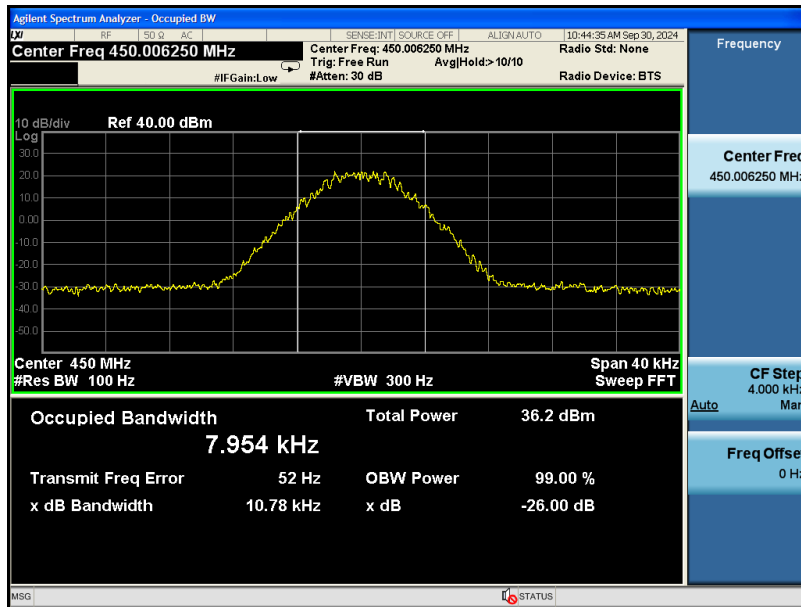 Agilent Spectrum Analyzer - Occupied BW
LXI RF 50 Ω AC SENSE:INT SOURCE OFF ALIGN AUTO 10:44:35 AM Sep 30, 2024
Center Freq 450.006250 MHz
Center Freq: 450.006250 MHz
Radio Std: None
Trig: Free Run Avg|Hold:>10/10
#IFGain:Low
#Atten: 30 dB
Radio Device: BTS
10 dB/div Ref 40.00 dBm
Log
30.0
20.0
10.0
0.00
-10.0
-20.0
-30.0
-40.0
-50.0
Center 450 MHz Span 40 kHz
#Res BW 100 Hz #VBW 300 Hz Sweep FFT
Occupied Bandwidth Total Power 36.2 dBm
7.954 kHz
Transmit Freq Error 52 Hz OBW Power 99.00 %
x dB Bandwidth 10.78 kHz x dB -26.00 dB
MSG STATUS
Frequency
Center Freq
450.006250 MHz
CF Step
4.000 kHz
Auto Man
Freq Offset
0 Hz